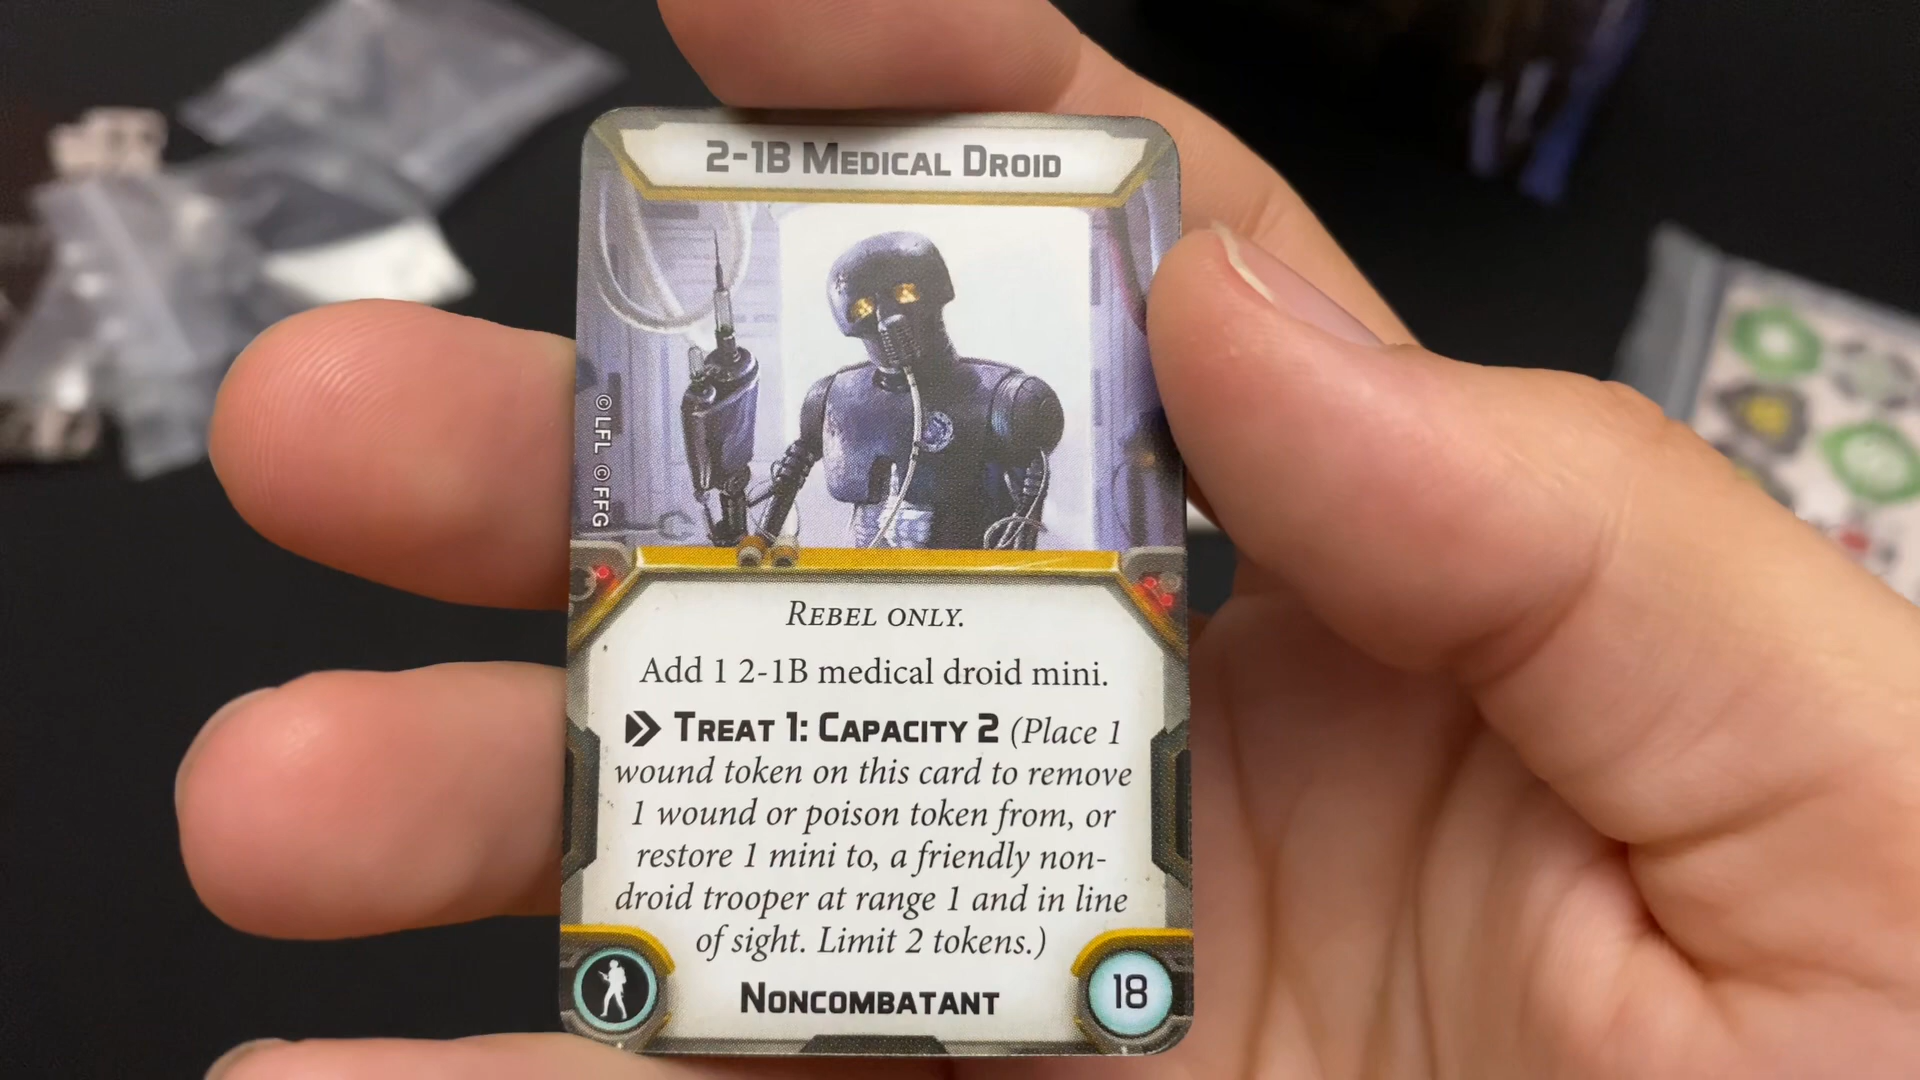 2-1B MEDICAL DROID
©LFL ©FFG
REBEL ONLY.
Add 1 2-1B medical droid mini.
TREAT 1: CAPACITY 2 (Place 1
wound token on this card to remove
1 wound or poison token from, or
restore 1 mini to, a friendly non-
droid trooper at range 1 and in line
of sight. Limit 2 tokens.)
NONCOMBATANT
18